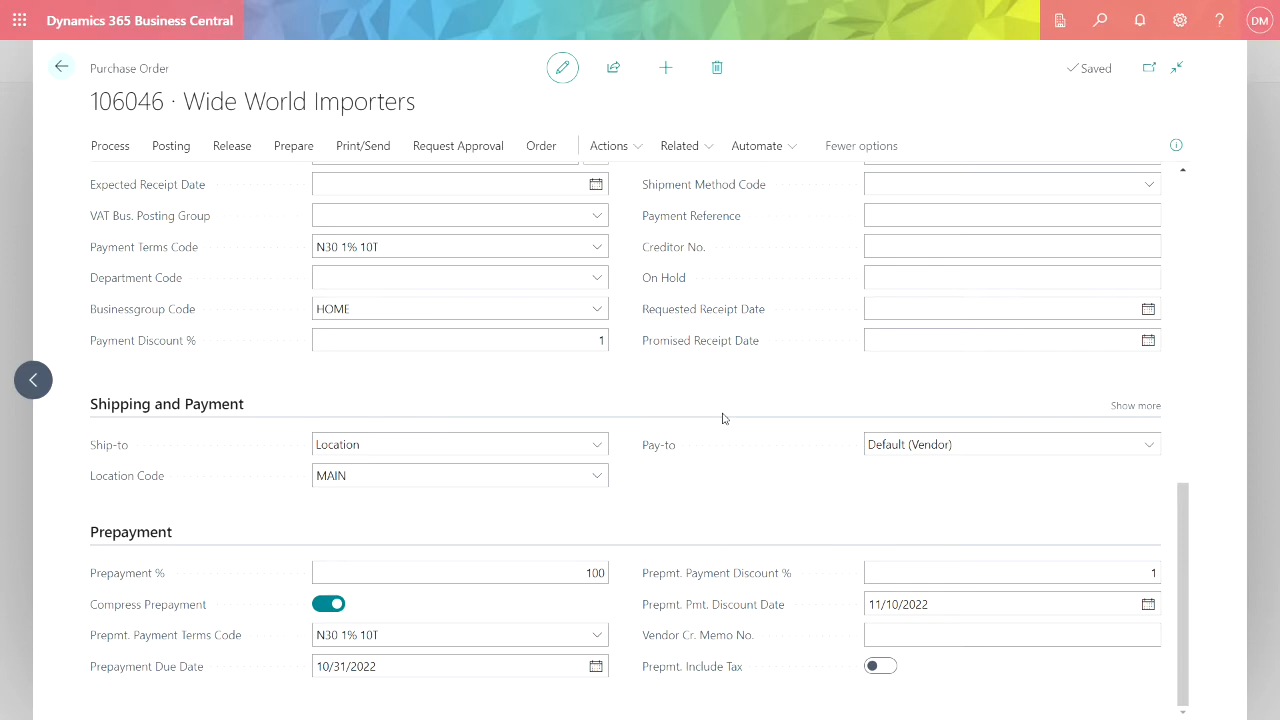 Dynamics 365 Business Central
DM
Purchase Order
Saved
106046 · Wide World Importers
Process Posting Release Prepare Print/Send Request Approval Order Actions Related Automate Fewer options
Expected Receipt Date
Shipment Method Code
VAT Bus. Posting Group
Payment Reference
Payment Terms Code N30 1% 10T
Creditor No.
Department Code
On Hold
Businessgroup Code HOME
Requested Receipt Date
Payment Discount % 1
Promised Receipt Date
Shipping and Payment
Show more
Ship-to Location
Pay-to Default (Vendor)
Location Code MAIN
Prepayment
Prepayment % 100
Prepmt. Payment Discount % 1
Compress Prepayment
Prepmt. Pmt. Discount Date 11/10/2022
Prepmt. Payment Terms Code N30 1% 10T
Vendor Cr. Memo No.
Prepayment Due Date 10/31/2022
Prepmt. Include Tax